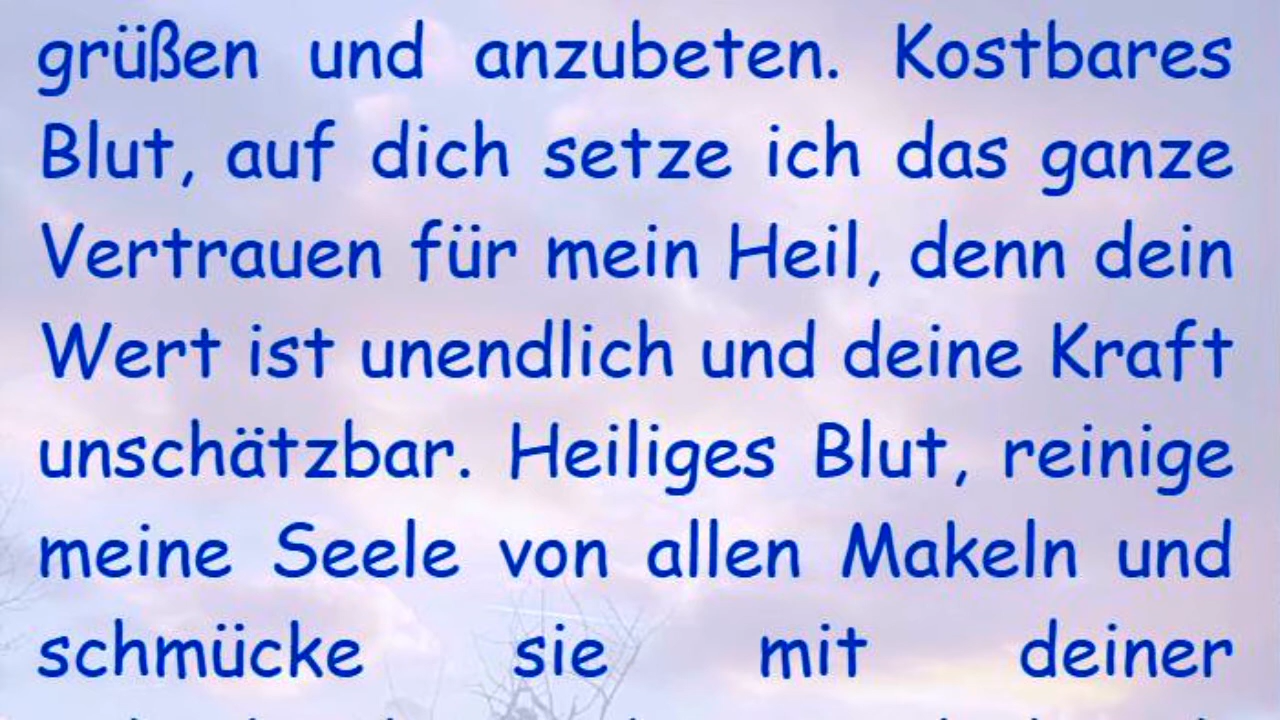 grüßen und anzubeten. Kostbares
Blut, auf dich setze ich das ganze
Vertrauen für mein Heil, denn dein
Wert ist unendlich und deine Kraft
unschätzbar. Heiliges Blut, reinige
meine Seele von allen Makeln und
schmücke sie mit deiner